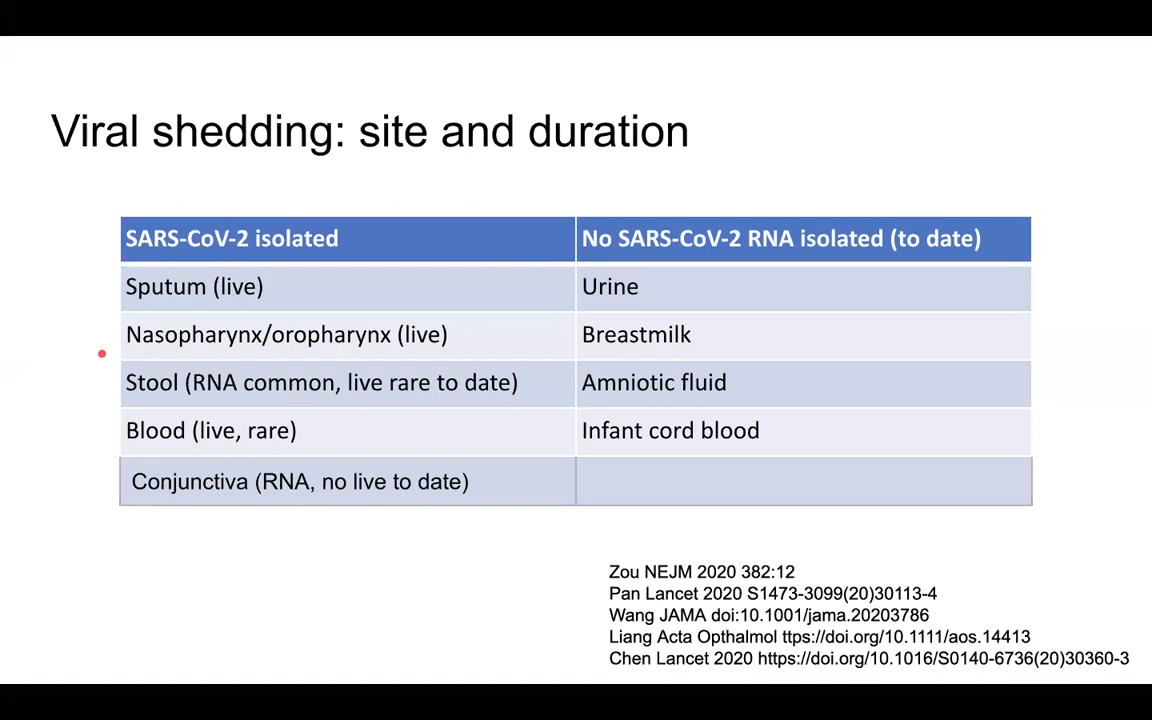 Viral shedding: site and duration
SARS-CoV-2 isolated No SARS-CoV-2 RNA isolated (to date)
Sputum (live) Urine
Nasopharynx/oropharynx (live) Breastmilk
Stool (RNA common, live rare to date) Amniotic fluid
Blood (live, rare) Infant cord blood
Conjunctiva (RNA, no live to date)
Zou NEJM 2020 382:12
Pan Lancet 2020 S1473-3099(20)30113-4
Wang JAMA doi:10.1001/jama.20203786
Liang Acta Opthalmol ttps://doi.org/10.1111/aos.14413
Chen Lancet 2020 https://doi.org/10.1016/S0140-6736(20)30360-3